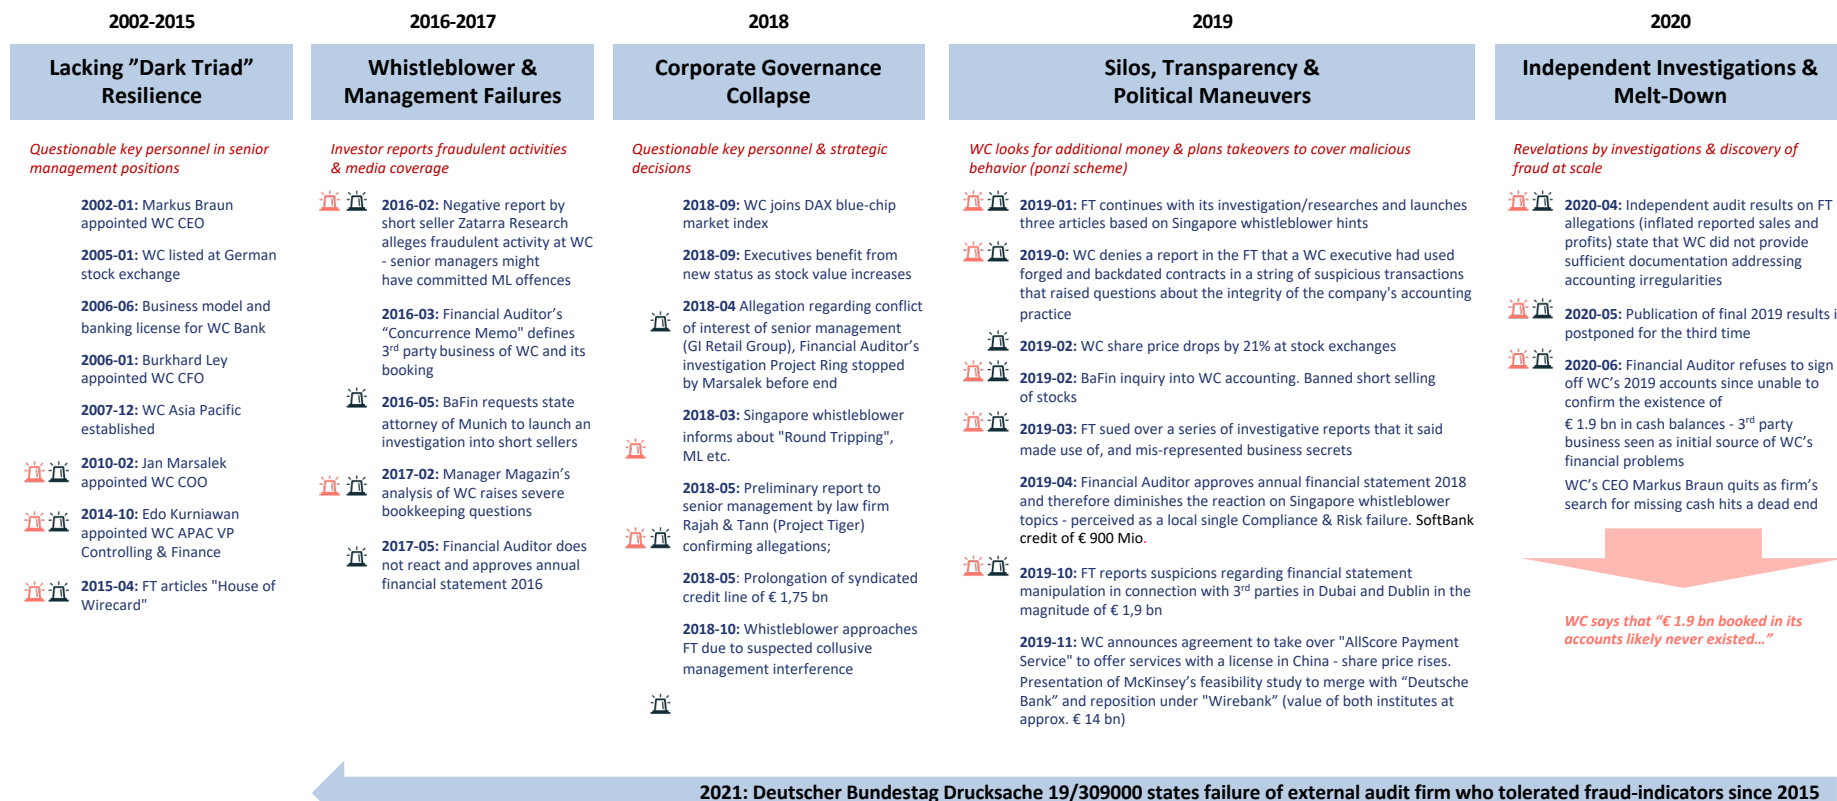 2002-2015
Lacking ”Dark Triad”
Resilience
Questionable key personnel in senior
management positions
2002-01: Markus Braun
appointed WC CEO
2005-01: WC listed at German
stock exchange
2006-06: Business model and
banking license for WC Bank
2006-01: Burkhard Ley
appointed WC CFO
2007-12: WC Asia Pacific
established
2010-02: Jan Marsalek
appointed WC COO
2014-10: Edo Kurniawan
appointed WC APAC VP
Controlling & Finance
2015-04: FT articles "House of
Wirecard"
2016-2017
Whistleblower &
Management Failures
Investor reports fraudulent activities
& media coverage
2016-02: Negative report by
short seller Zatarra Research
alleges fraudulent activity at WC
- senior managers might
have committed ML offences
2016-03: Financial Auditor’s
“Concurrence Memo" defines
3rd party business of WC and its
booking
2016-05: BaFin requests state
attorney of Munich to launch an
investigation into short sellers
2017-02: Manager Magazin’s
analysis of WC raises severe
bookkeeping questions
2017-05: Financial Auditor does
not react and approves annual
financial statement 2016
2018
Corporate Governance
Collapse
Questionable key personnel & strategic
decisions
2018-09: WC joins DAX blue-chip
market index
2018-09: Executives benefit from
new status as stock value increases
2018-04 Allegation regarding conflict
of interest of senior management
(GI Retail Group), Financial Auditor’s
investigation Project Ring stopped
by Marsalek before end
2018-03: Singapore whistleblower
informs about "Round Tripping",
ML etc.
2018-05: Preliminary report to
senior management by law firm
Rajah & Tann (Project Tiger)
confirming allegations;
2018-05: Prolongation of syndicated
credit line of € 1,75 bn
2018-10: Whistleblower approaches
FT due to suspected collusive
management interference
2019
Silos, Transparency &
Political Maneuvers
WC looks for additional money & plans takeovers to cover malicious
behavior (ponzi scheme)
2019-01: FT continues with its investigation/researches and launches
three articles based on Singapore whistleblower hints
2019-0: WC denies a report in the FT that a WC executive had used
forged and backdated contracts in a string of suspicious transactions
that raised questions about the integrity of the company's accounting
practice
2019-02: WC share price drops by 21% at stock exchanges
2019-02: BaFin inquiry into WC accounting. Banned short selling
of stocks
2019-03: FT sued over a series of investigative reports that it said
made use of, and mis-represented business secrets
2019-04: Financial Auditor approves annual financial statement 2018
and therefore diminishes the reaction on Singapore whistleblower
topics - perceived as a local single Compliance & Risk failure. SoftBank
credit of € 900 Mio.
2019-10: FT reports suspicions regarding financial statement
manipulation in connection with 3rd parties in Dubai and Dublin in the
magnitude of € 1,9 bn
2019-11: WC announces agreement to take over "AllScore Payment
Service" to offer services with a license in China - share price rises.
Presentation of McKinsey’s feasibility study to merge with “Deutsche
Bank” and reposition under "Wirebank” (value of both institutes at
approx. € 14 bn)
2020
Independent Investigations &
Melt-Down
Revelations by investigations & discovery of
fraud at scale
2020-04: Independent audit results on FT
allegations (inflated reported sales and
profits) state that WC did not provide
sufficient documentation addressing
accounting irregularities
2020-05: Publication of final 2019 results i
postponed for the third time
2020-06: Financial Auditor refuses to sign
off WC’s 2019 accounts since unable to
confirm the existence of
€ 1.9 bn in cash balances - 3rd party
business seen as initial source of WC’s
financial problems
WC’s CEO Markus Braun quits as firm’s
search for missing cash hits a dead end
WC says that “€ 1.9 bn booked in its
accounts likely never existed…”
2021: Deutscher Bundestag Drucksache 19/309000 states failure of external audit firm who tolerated fraud-indicators since 2015